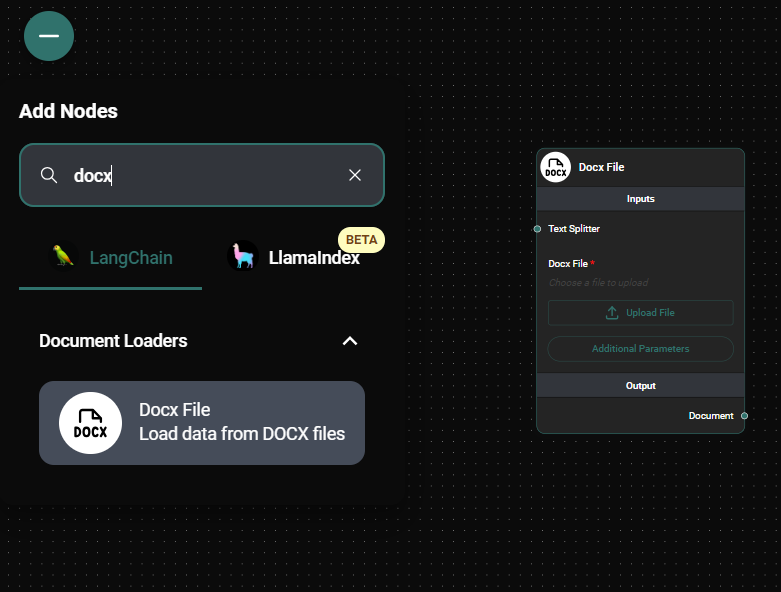 Add Nodes
docx
LangChain
LlamaIndex
BETA
Document Loaders
DOCX
Docx File
Load data from DOCX files
DOCX
Docx File
Inputs
Text Splitter
Docx File *
Choose a file to upload
Upload File
Additional Parameters
Output
Document